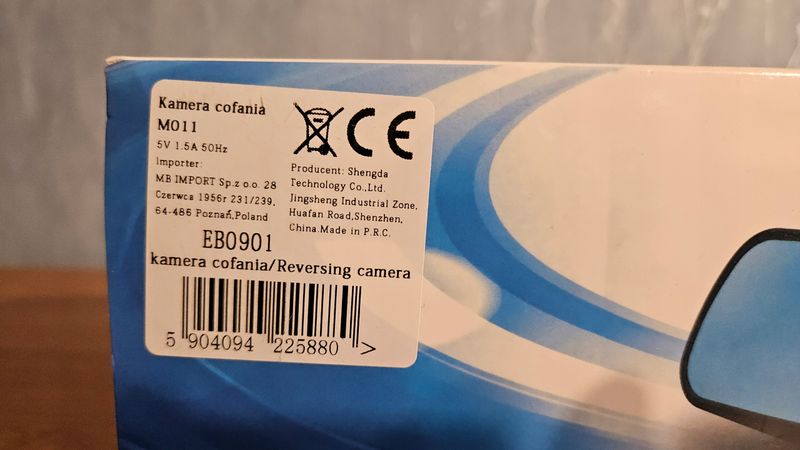 Kamera cofania
M011
5V 1.5A 50Hz
Importer:
MB IMPORT Sp.z o.o. 28
Czerwca 1956r 231/239,
64-486 Poznań,Poland
CE
Producent: Shengda
Technology Co.,Ltd.
Jingsheng Industrial Zone,
Huafan Road,Shenzhen,
China.Made in P.R.C.
EB0901
kamera cofania/Reversing camera
5 904094 225880 >